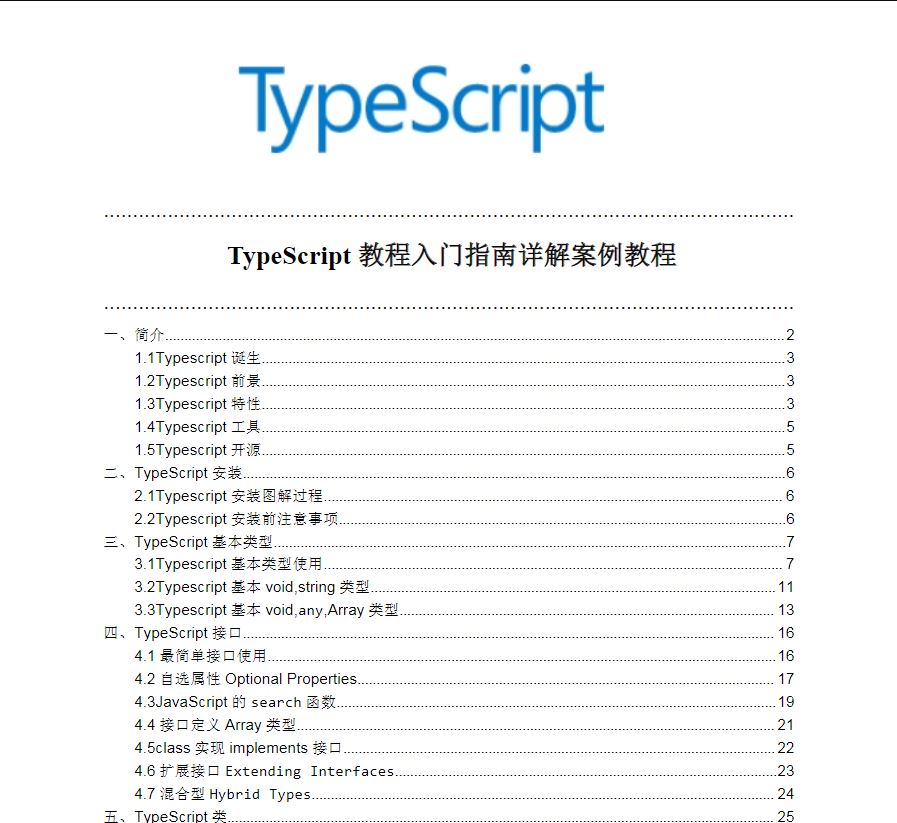 TypeScript
TypeScript 教程入门指南详解案例教程
一、简介 2
1.1Typescript 诞生 3
1.2Typescript 前景 3
1.3Typescript 特性 3
1.4Typescript 工具 5
1.5Typescript 开源 5
二、TypeScript 安装 6
2.1Typescript 安装图解过程 6
2.2Typescript 安装前注意事项 6
三、TypeScript 基本类型 7
3.1Typescript 基本类型使用 7
3.2Typescript 基本 void,string 类型 11
3.3Typescript 基本 void,any,Array 类型 13
四、TypeScript 接口 16
4.1 最简单接口使用 16
4.2 自选属性 Optional Properties 17
4.3JavaScript 的 search 函数 19
4.4 接口定义 Array 类型 21
4.5class 实现 implements 接口 22
4.6 扩展接口 Extending Interfaces 23
4.7 混合型 Hybrid Types 24
五、TypeScript 类 25